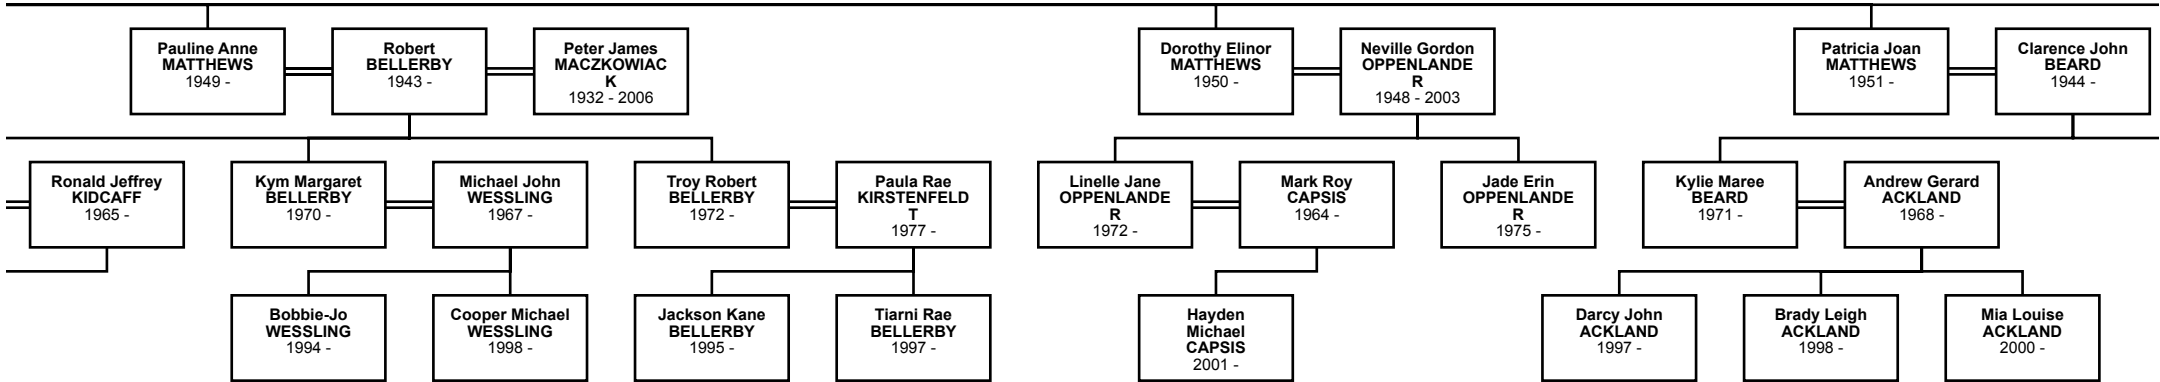 Pauline Anne
MATTHEWS
1949 -
Robert
BELLERBY
1943 -
Peter James
MACZKOWIAC
K
1932 - 2006
Dorothy Elinor
MATTHEWS
1950 -
Neville Gordon
OPPENLANDE
R
1948 - 2003
Patricia Joan
MATTHEWS
1951 -
Clarence John
BEARD
1944 -
Ronald Jeffrey
KIDCAFF
1965 -
Kym Margaret
BELLERBY
1970 -
Michael John
WESSLING
1967 -
Troy Robert
BELLERBY
1972 -
Paula Rae
KIRSTENFELD
T
1977 -
Linelle Jane
OPPENLANDE
R
1972 -
Mark Roy
CAPSIS
1964 -
Jade Erin
OPPENLANDE
R
1975 -
Kylie Maree
BEARD
1971 -
Andrew Gerard
ACKLAND
1968 -
Bobbie-Jo
WESSLING
1994 -
Cooper Michael
WESSLING
1998 -
Jackson Kane
BELLERBY
1995 -
Tiarni Rae
BELLERBY
1997 -
Hayden
Michael
CAPSIS
2001 -
Darcy John
ACKLAND
1997 -
Brady Leigh
ACKLAND
1998 -
Mia Louise
ACKLAND
2000 -